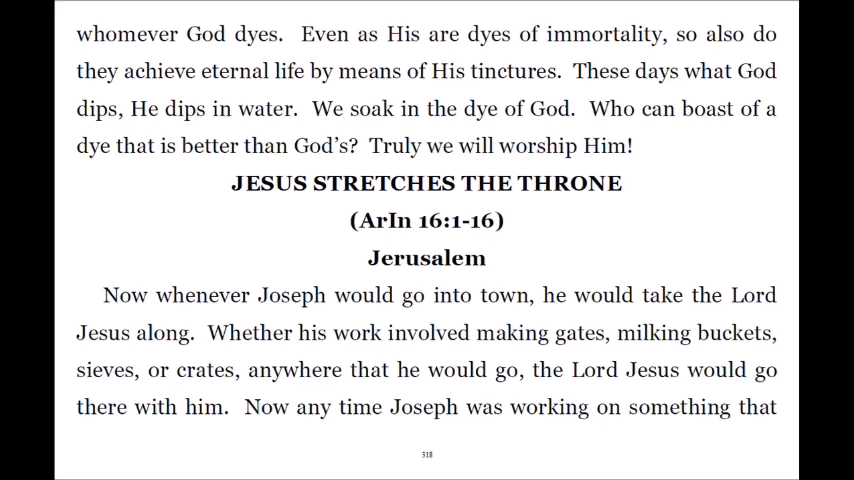 whomever God dyes. Even as His are dyes of immortality, so also do
they achieve eternal life by means of His tinctures. These days what God
dips, He dips in water. We soak in the dye of God. Who can boast of a
dye that is better than God's? Truly we will worship Him!
JESUS STRETCHES THE THRONE
(ArIn 16:1-16)
Jerusalem
Now whenever Joseph would go into town, he would take the Lord
Jesus along. Whether his work involved making gates, milking buckets,
sieves, or crates, anywhere that he would go, the Lord Jesus would go
there with him. Now any time Joseph was working on something that
318